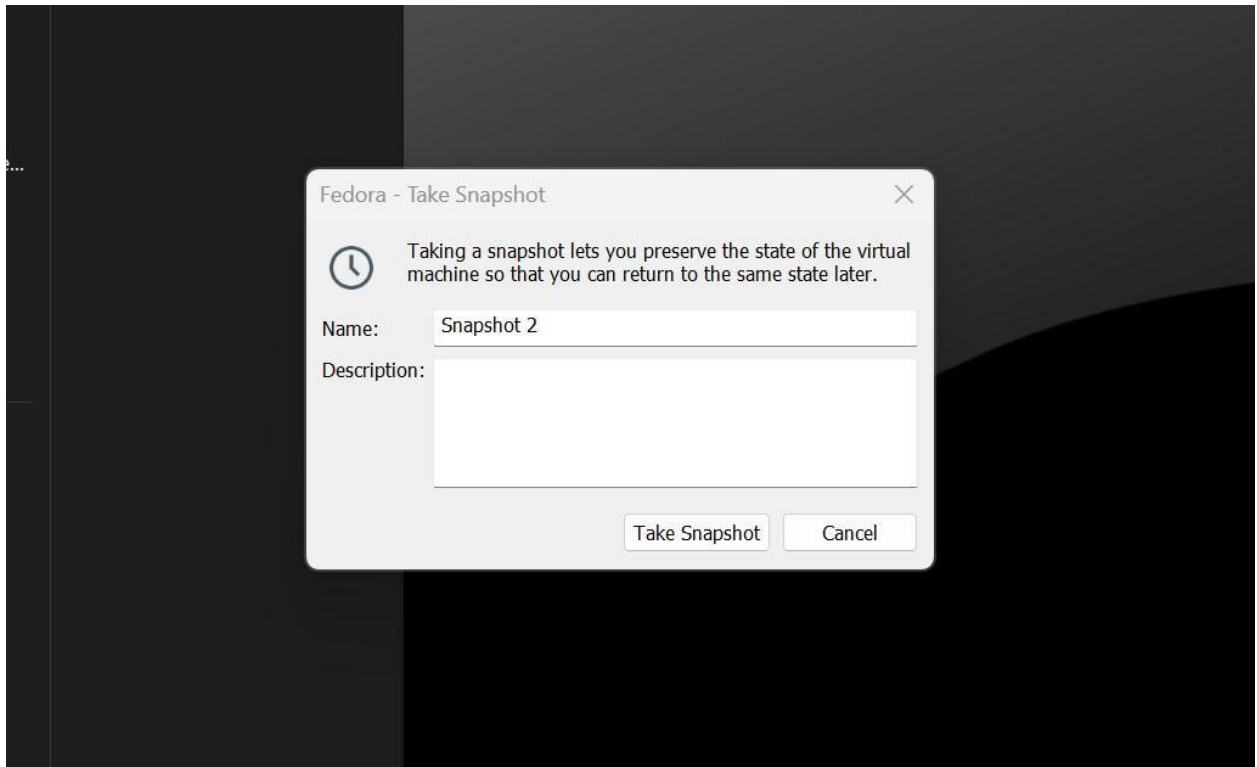 Fedora - Take Snapshot
Taking a snapshot lets you preserve the state of the virtual
machine so that you can return to the same state later.
Name:
Snapshot 2
Description:
Take Snapshot
Cancel